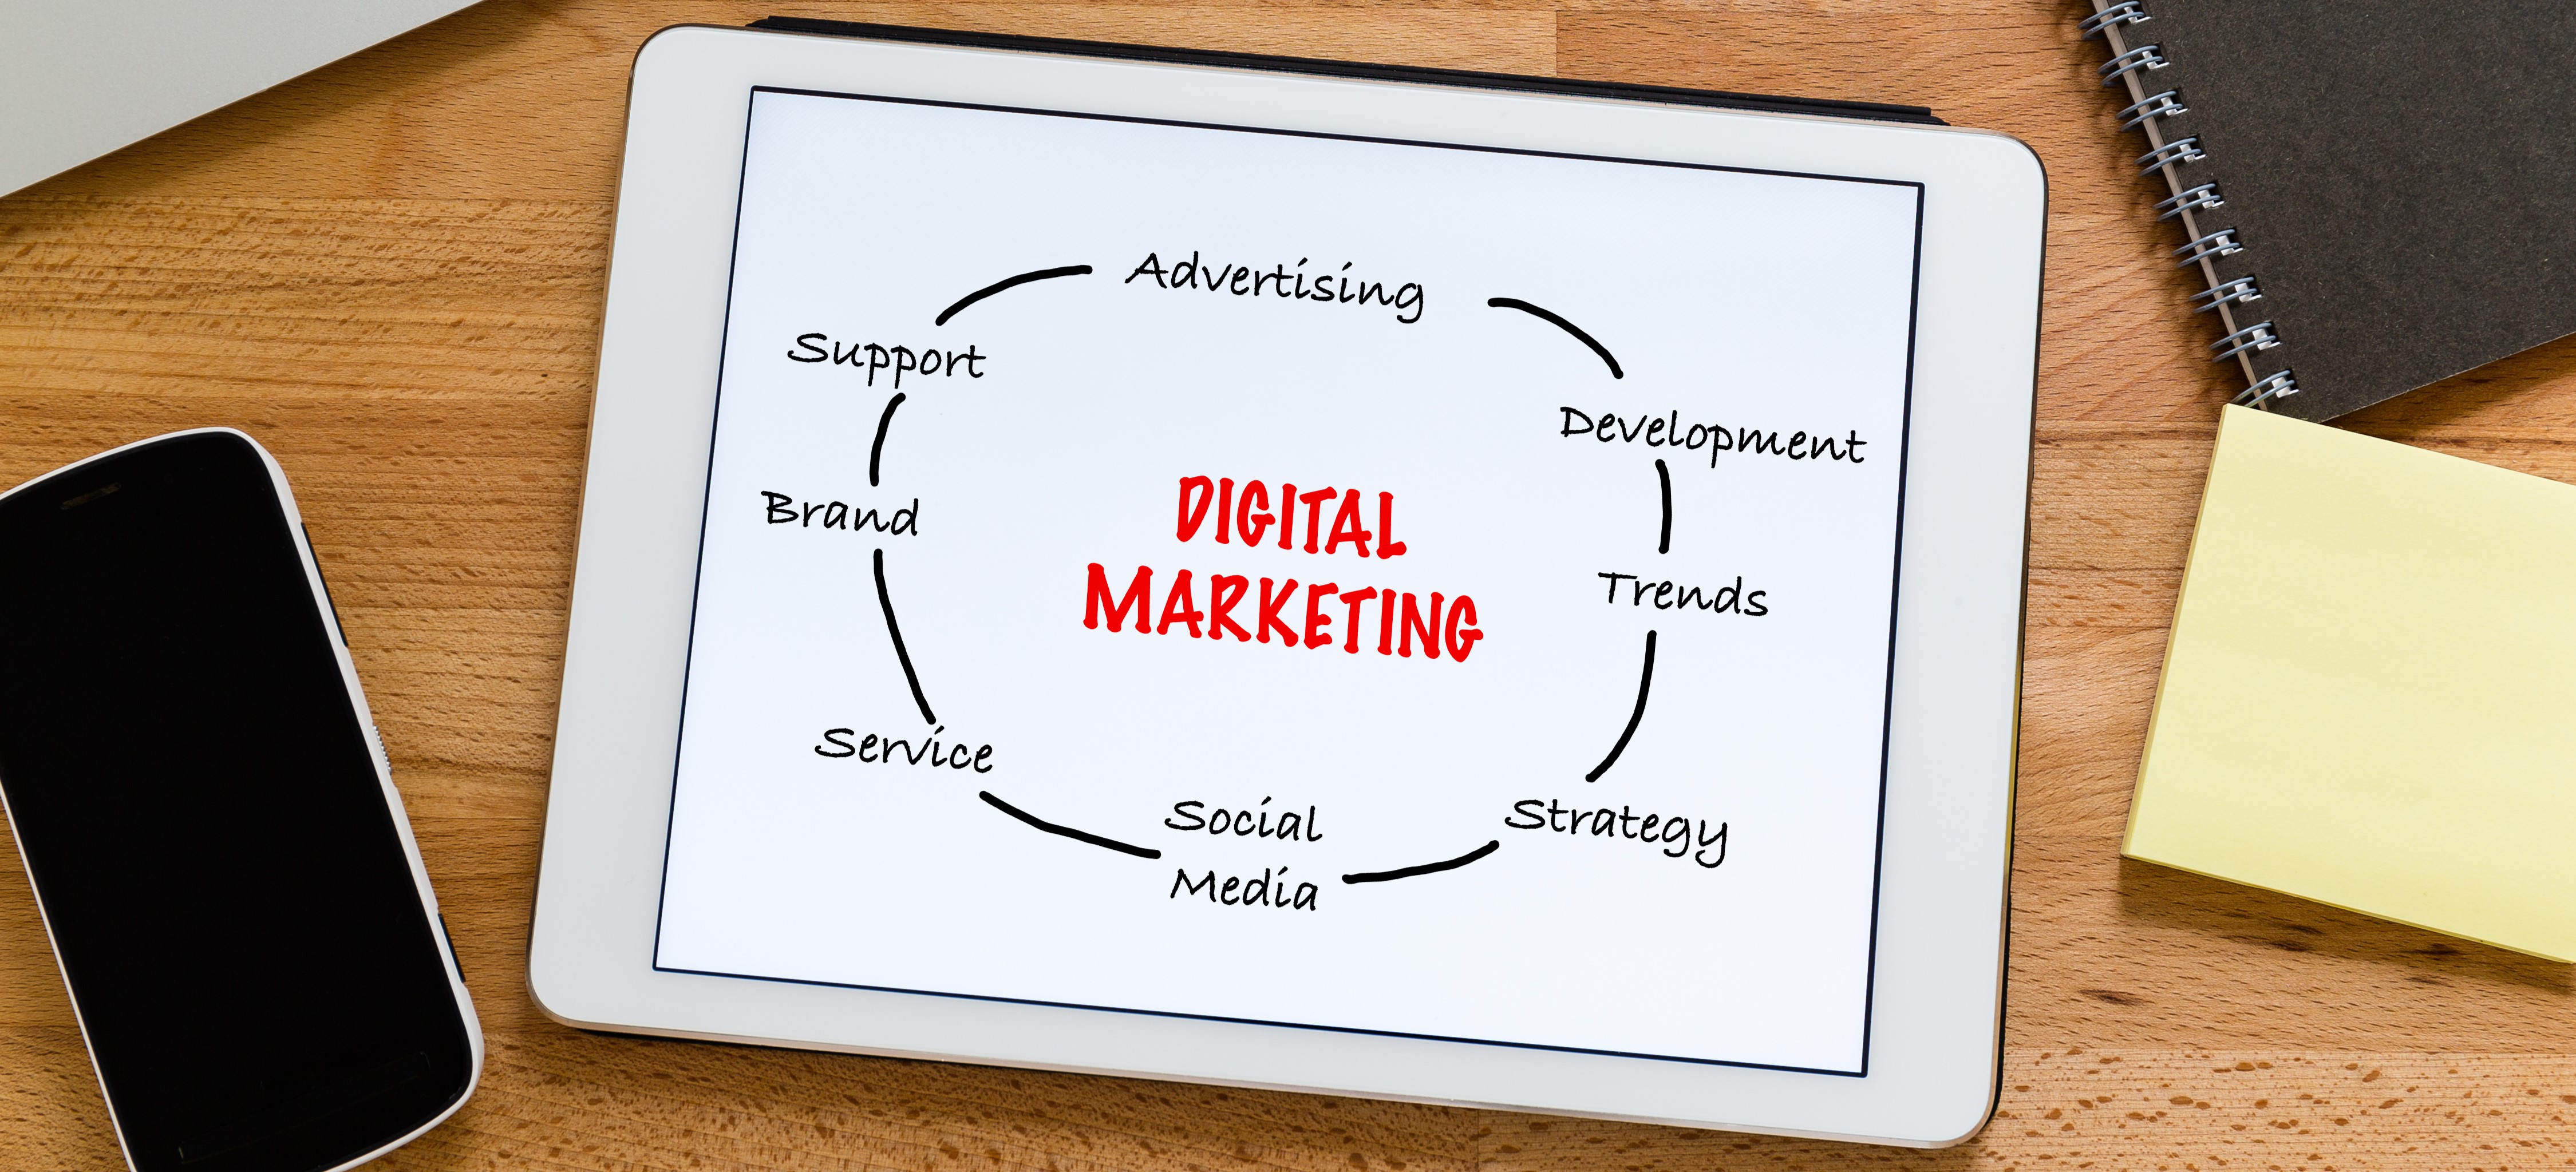 Advertising
Support
Development
Brand
DIGITAL
MARKETING
Trends
Service
Social
Media
Strategy